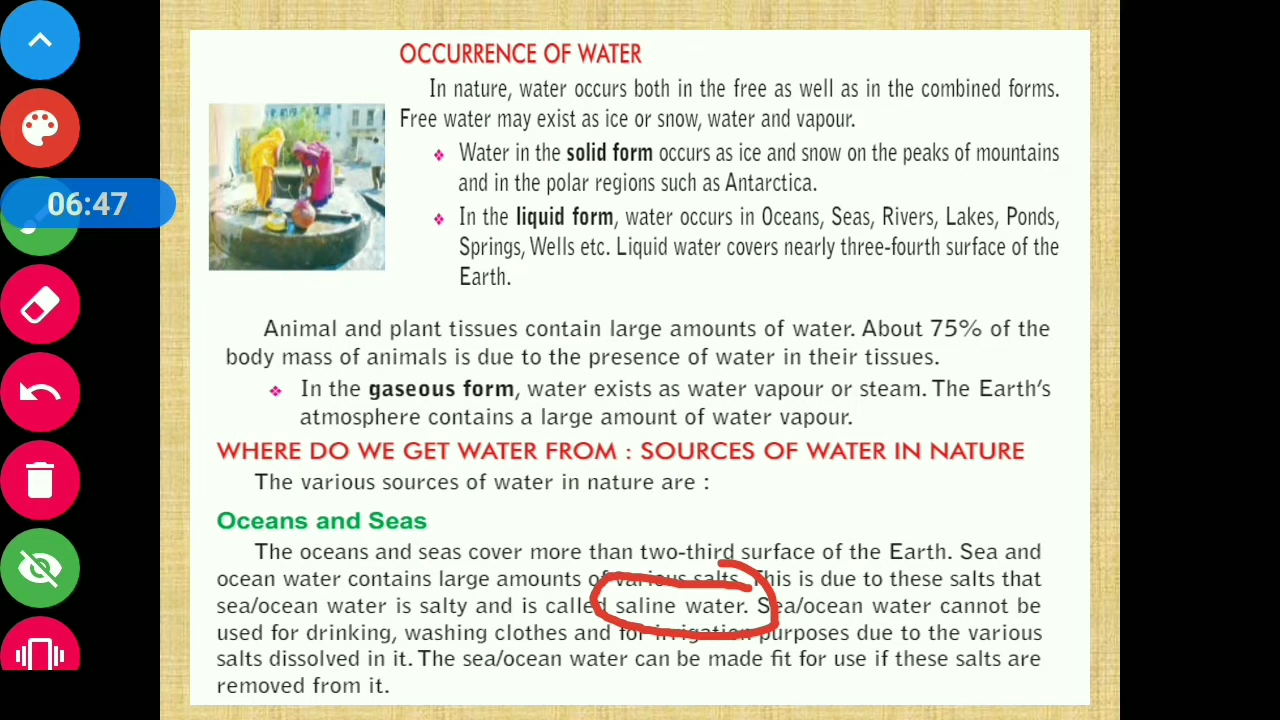 OCCURRENCE OF WATER
In nature, water occurs both in the free as well as in the combined forms.
Free water may exist as ice or snow, water and vapour.
❖ Water in the solid form occurs as ice and snow on the peaks of mountains
and in the polar regions such as Antarctica.
06:47
❖ In the liquid form, water occurs in Oceans, Seas, Rivers, Lakes, Ponds,
Springs, Wells etc. Liquid water covers nearly three-fourth surface of the
Earth.
Animal and plant tissues contain large amounts of water. About 75% of the
body mass of animals is due to the presence of water in their tissues.
❖ In the gaseous form, water exists as water vapour or steam. The Earth's
atmosphere contains a large amount of water vapour.
WHERE DO WE GET WATER FROM : SOURCES OF WATER IN NATURE
The various sources of water in nature are :
Oceans and Seas
The oceans and seas cover more than two-third surface of the Earth. Sea and
ocean water contains large amounts of various salts. This is due to these salts that
sea/ocean water is salty and is called saline water. Sea/ocean water cannot be
used for drinking, washing clothes and for irrigation purposes due to the various
salts dissolved in it. The sea/ocean water can be made fit for use if these salts are
removed from it.